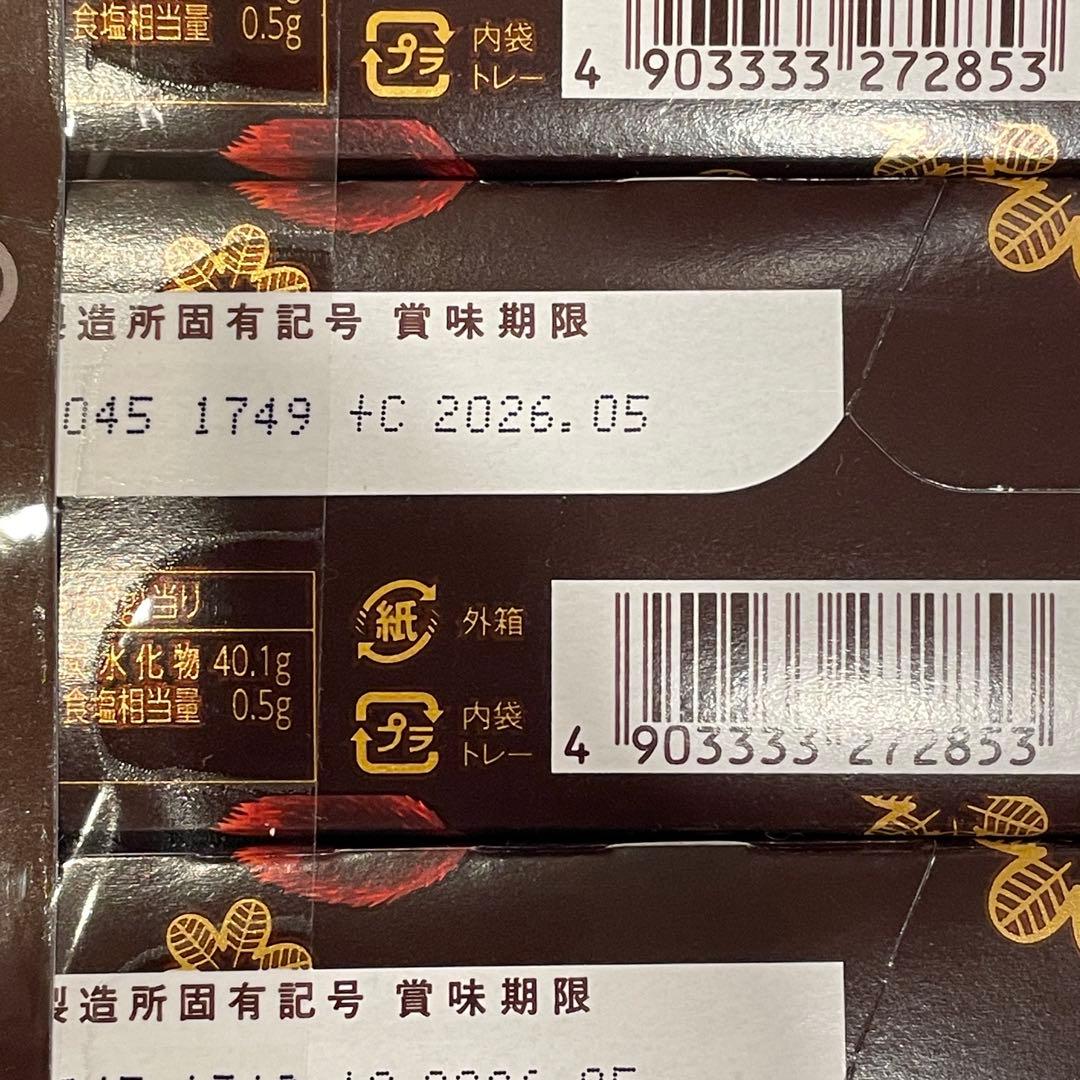 食塩相当量 0.5g
プラ 内袋
トレー
4 903333 272853
造所固有記号 賞味期限
045 1749 +C 2026.05
当り
水化物 40.1g
食塩相当量 0.5g
紙 外箱
プラ 内袋
トレー
4 903333 272853
製造所固有記号 賞味期限